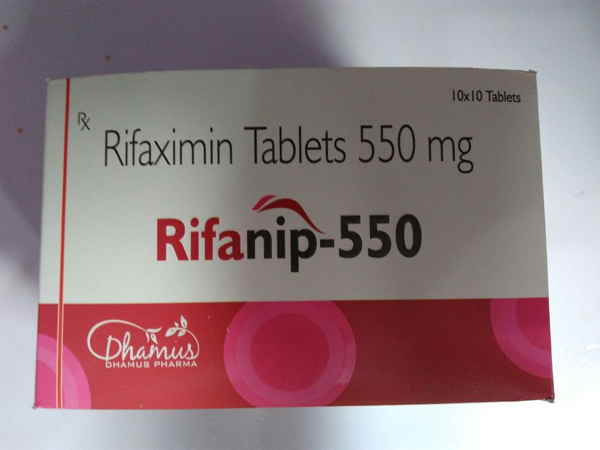 10x10 Tablets
Rx
Rifaximin Tablets 550 mg
Rifanip-550
Dhamus
DHAMUS PHARMA